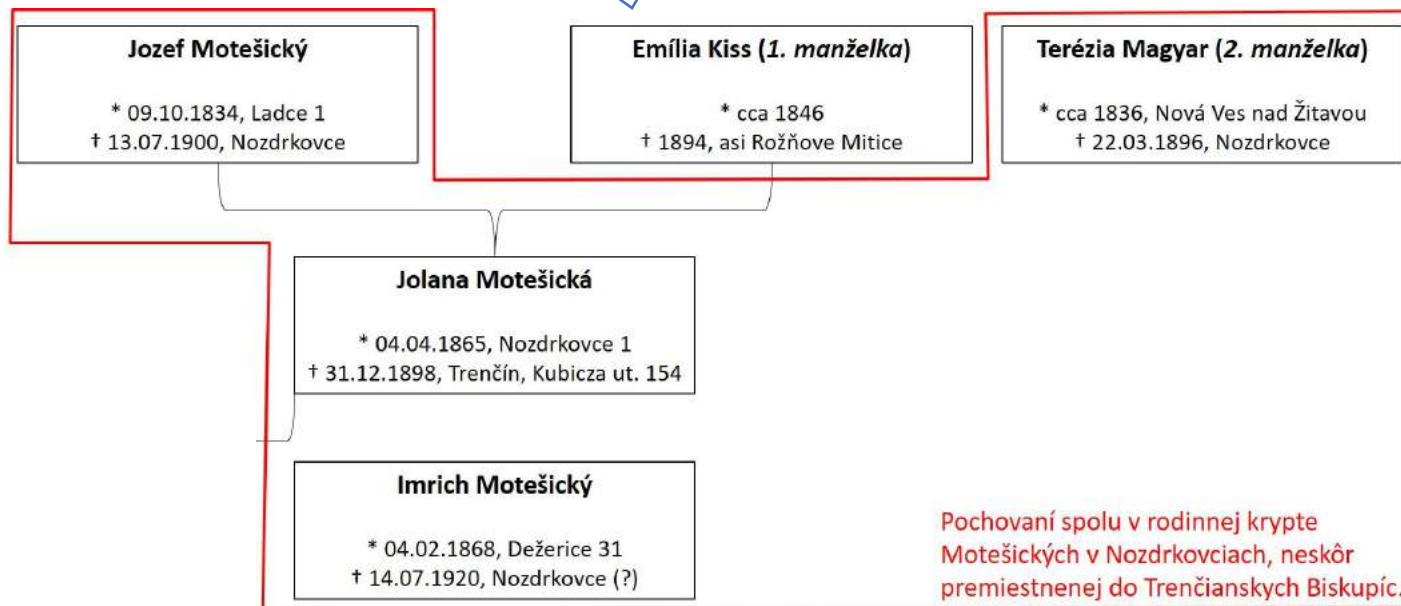 Jozef Motešický
* 09.10.1834, Ladce 1
† 13.07.1900, Nozdrkovce
Emília Kiss (1. manželka)
* cca 1846
† 1894, asi Rožňove Mitice
Terézia Magyar (2. manželka)
* cca 1836, Nová Ves nad Žitavou
† 22.03.1896, Nozdrkovce
Jolana Motešická
* 04.04.1865, Nozdrkovce 1
† 31.12.1898, Trenčín, Kubicza ut. 154
Imrich Motešický
* 04.02.1868, Dežerice 31
† 14.07.1920, Nozdrkovce (?)
Pochovaní spolu v rodinnej krypte
Motešických v Nozdrkovciach, neskôr
premiestnenej do Trenčianskych Biskupíc.